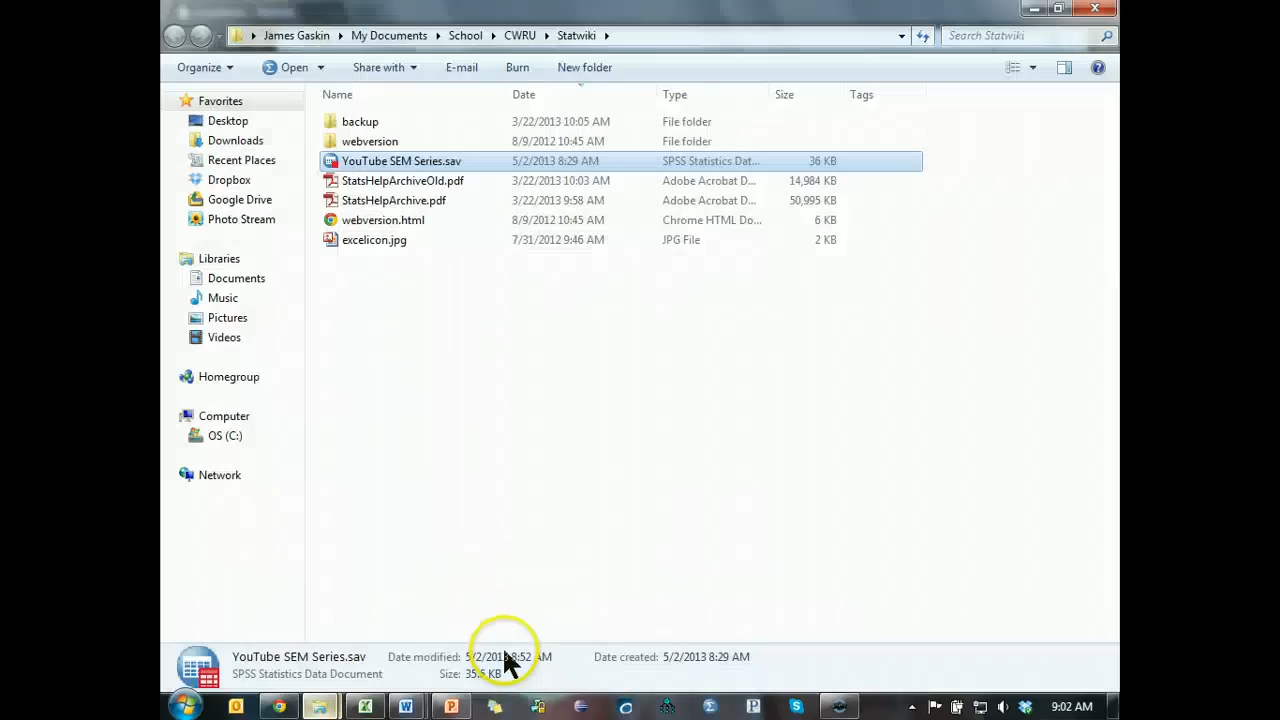 James Gaskin My Documents School CWRU Statwiki Search Statwiki
Organize Open Share with E-mail Burn New folder
Favorites
Desktop
Downloads
Recent Places
Dropbox
Google Drive
Photo Stream
Libraries
Documents
Music
Pictures
Videos
Homegroup
Computer
OS (C:)
Network
Name Date Type Size Tags
backup 3/22/2013 10:05 AM File folder
webversion 8/9/2012 10:45 AM File folder
YouTube SEM Series.sav 5/2/2013 8:29 AM SPSS Statistics Dat... 36 KB
StatsHelpArchiveOld.pdf 3/22/2013 10:03 AM Adobe Acrobat D... 14,984 KB
StatsHelpArchive.pdf 3/22/2013 9:58 AM Adobe Acrobat D... 50,995 KB
webversion.html 8/9/2012 10:45 AM Chrome HTML Do... 6 KB
excelicon.jpg 7/31/2012 9:46 AM JPG File 2 KB
YouTube SEM Series.sav Date modified: 5/2/2013 8:52 AM Date created: 5/2/2013 8:29 AM
SPSS Statistics Data Document Size: 35.5 KB
9:02 AM